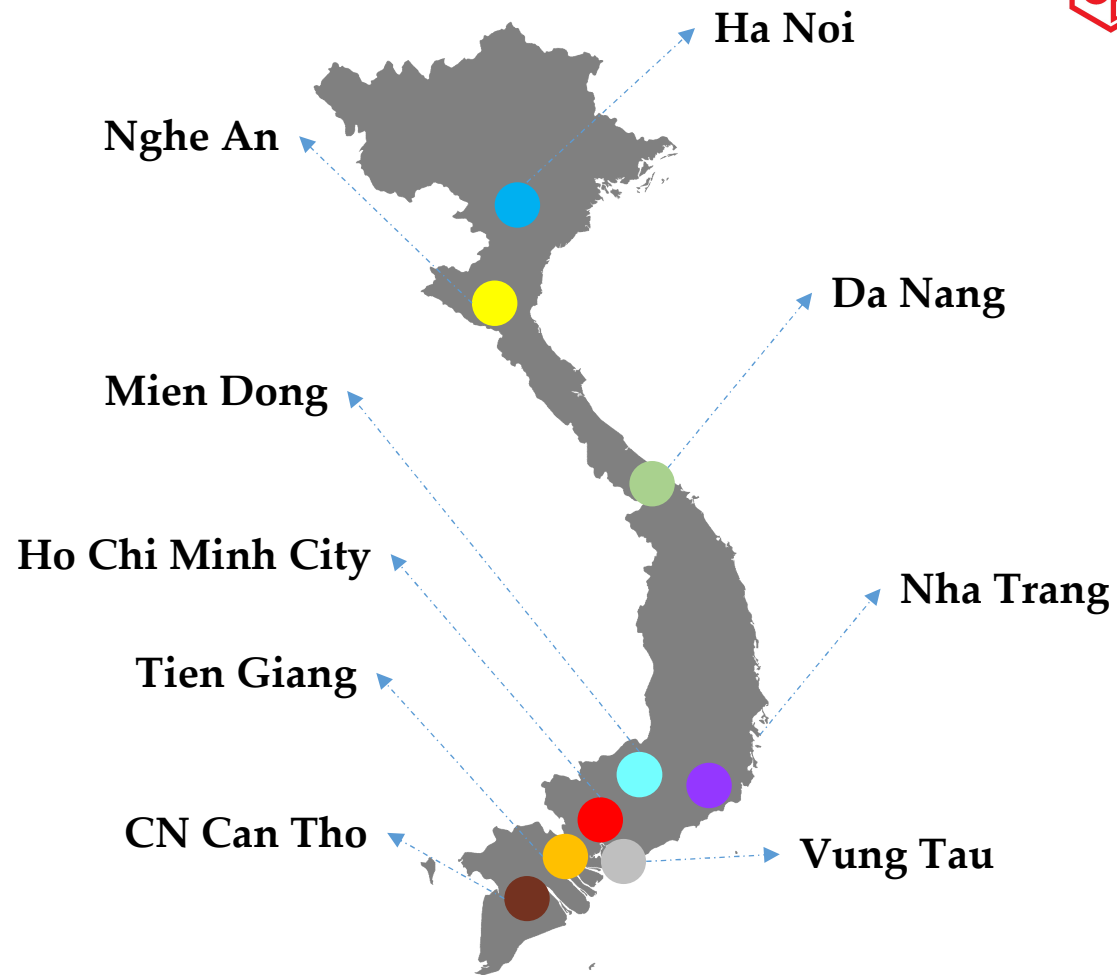 Ha Noi
Nghe An
Da Nang
Mien Dong
Ho Chi Minh City
Nha Trang
Tien Giang
CN Can Tho
Vung Tau